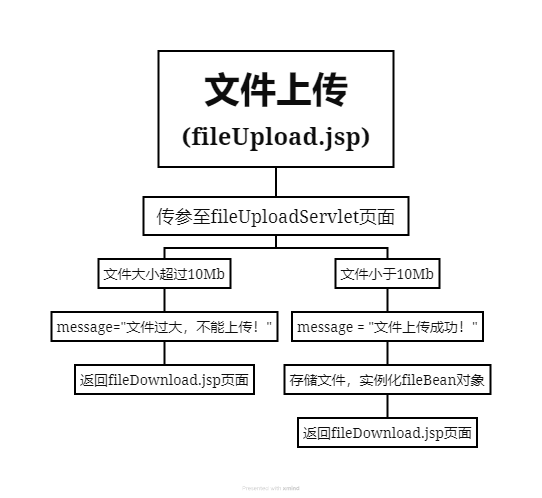 文件上传
(fileUpload.jsp)
传参至fileUploadServlet页面
文件大小超过10Mb
文件小于10Mb
message="文件过大，不能上传！"
message = "文件上传成功！"
返回fileDownload.jsp页面
存储文件，实例化fileBean对象
返回fileDownload.jsp页面
Presented with xmind